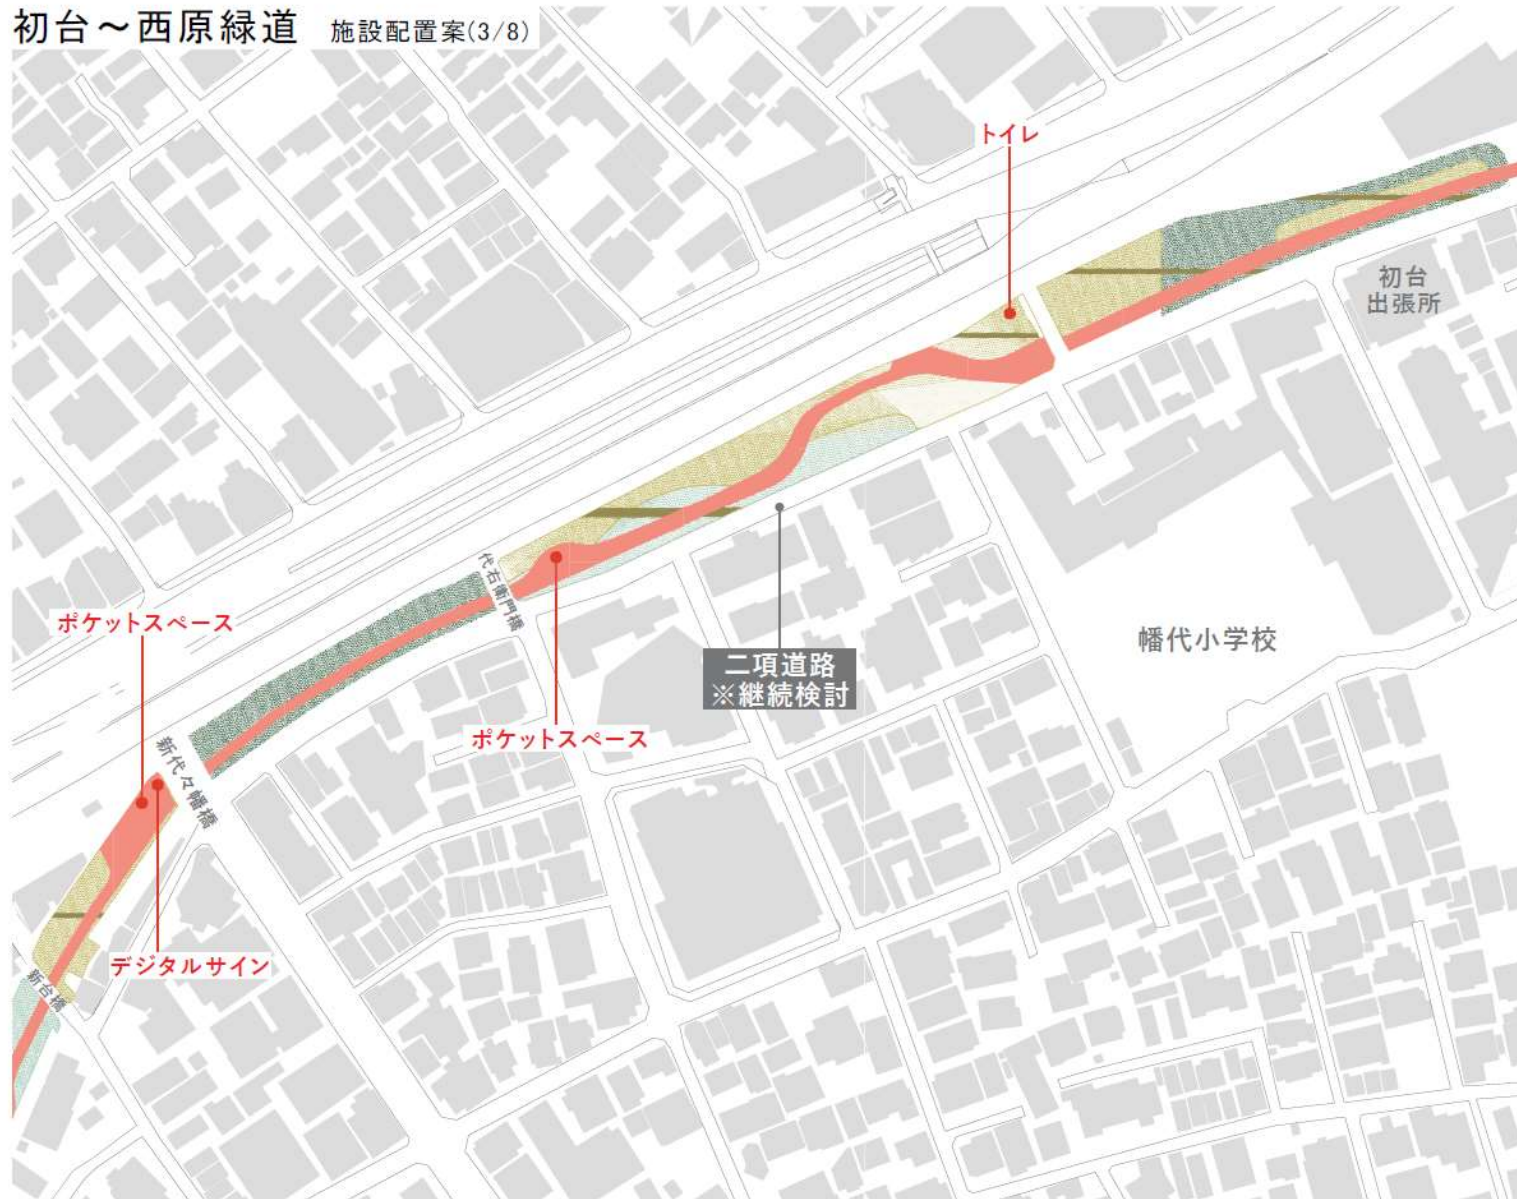 初台～西原緑道 施設配置案(3/8)
トイレ
初台
出張所
代右衛門橋
ポケットスペース
幡代小学校
二項道路
※継続検討
ポケットスペース
新代々幡橋
デジタルサイン
新台橋